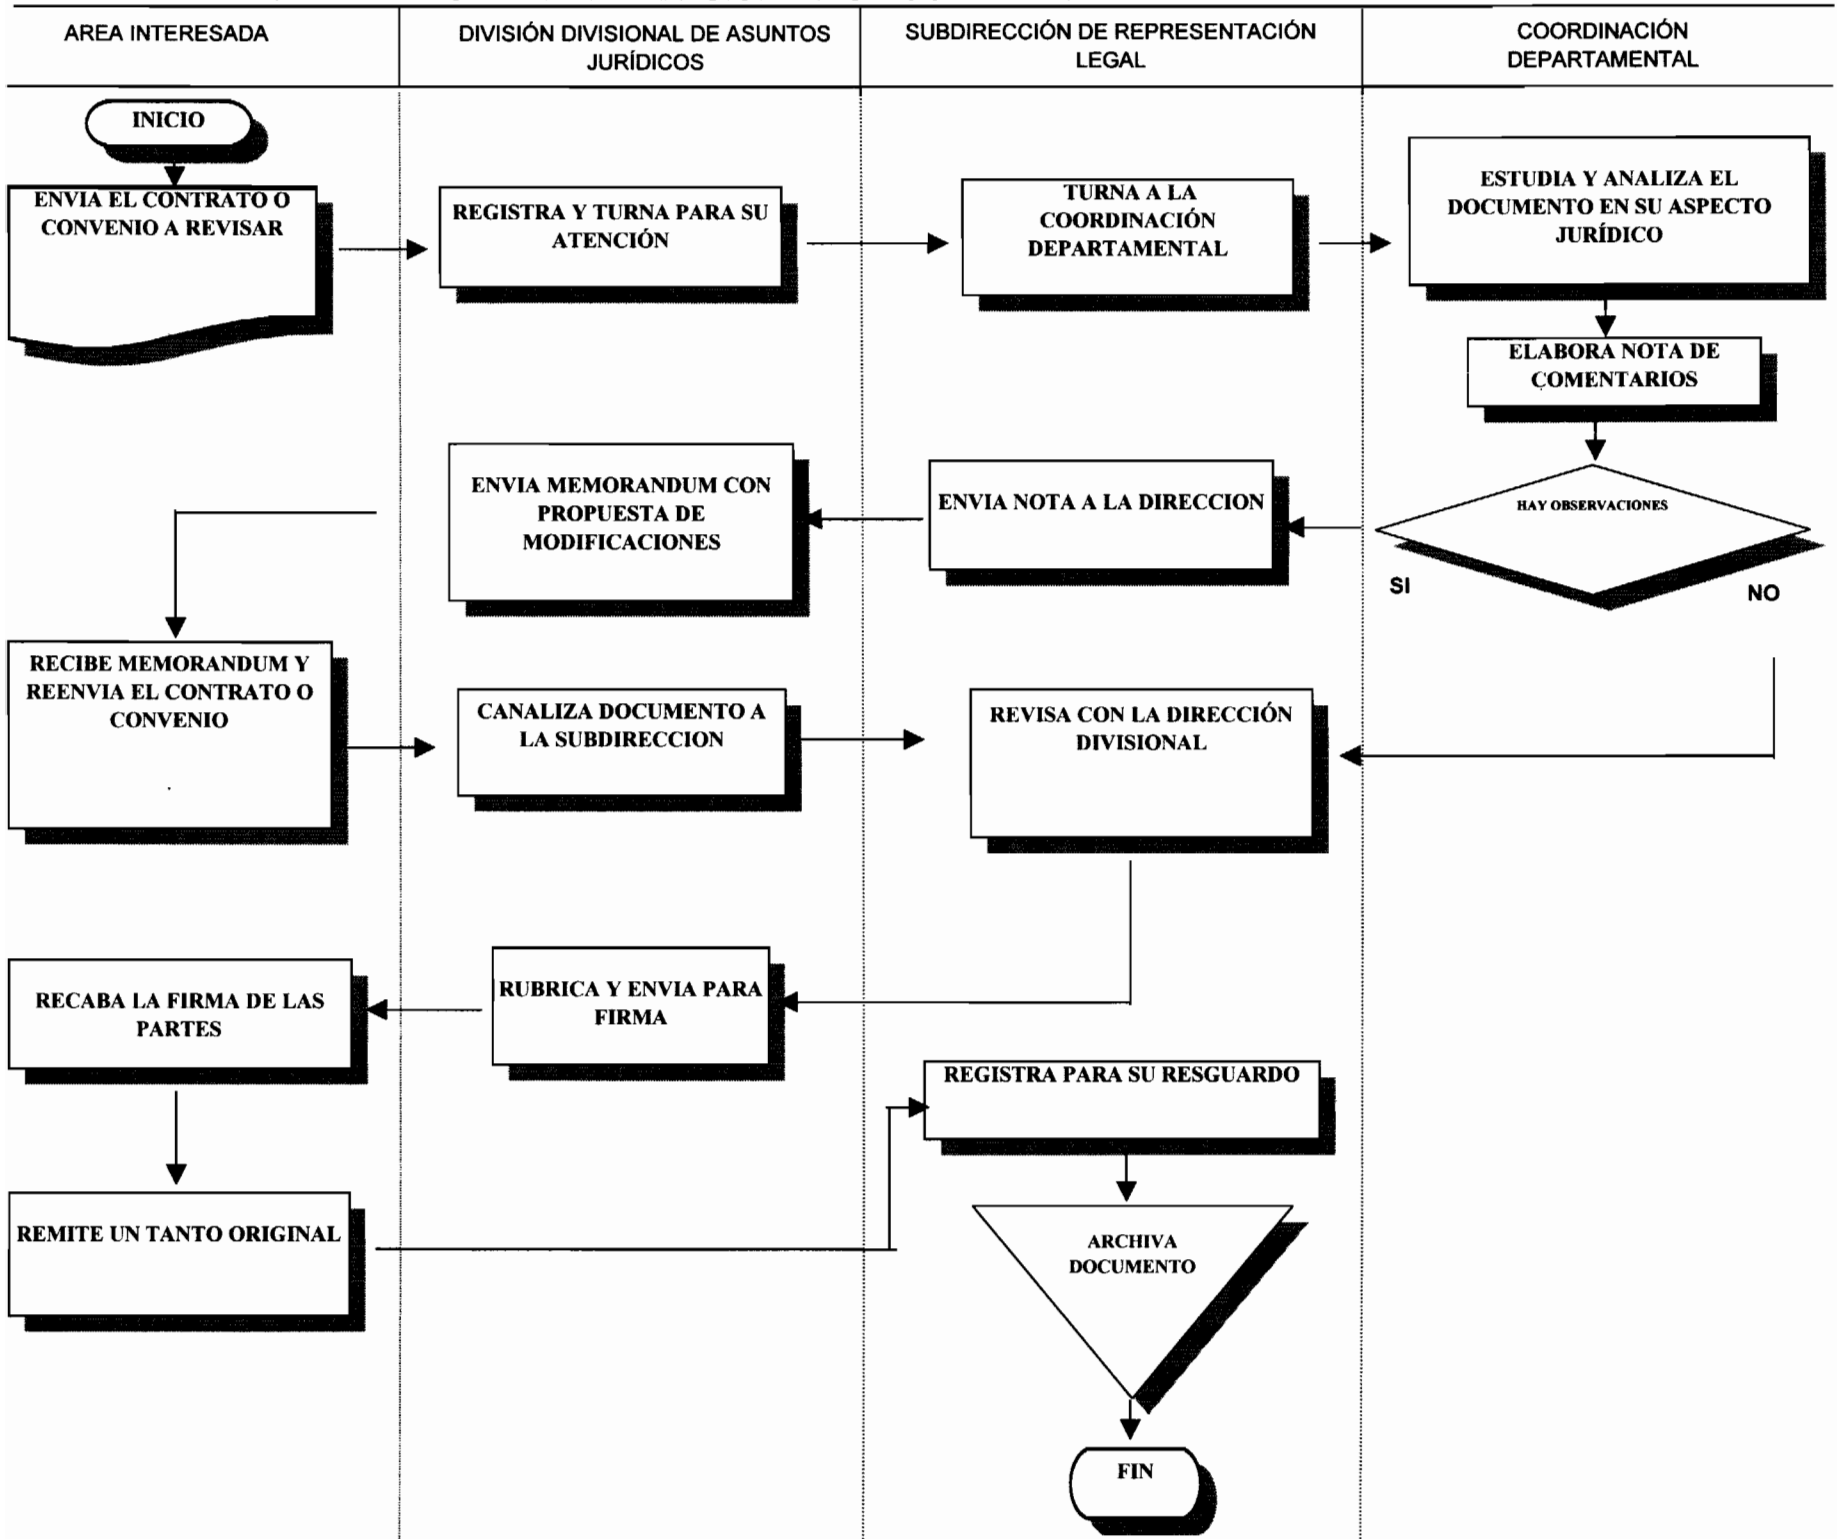 AREA INTERESADA
DIVISIÓN DIVISIONAL DE ASUNTOS
JURÍDICOS
SUBDIRECCIÓN DE REPRESENTACIÓN
LEGAL
COORDINACIÓN
DEPARTAMENTAL
INICIO
ENVIA EL CONTRATO O
CONVENIO A REVISAR
REGISTRA Y TURNA PARA SU
ATENCIÓN
TURNA A LA
COORDINACIÓN
DEPARTAMENTAL
ESTUDIA Y ANALIZA EL
DOCUMENTO EN SU ASPECTO
JURÍDICO
ELABORA NOTA DE
COMENTARIOS
HAY OBSERVACIONES
SI
NO
ENVIA NOTA A LA DIRECCION
ENVIA MEMORANDUM CON
PROPUESTA DE
MODIFICACIONES
RECIBE MEMORANDUM Y
REENVIA EL CONTRATO O
CONVENIO
CANALIZA DOCUMENTO A
LA SUBDIRECCION
REVISA CON LA DIRECCIÓN
DIVISIONAL
RUBRICA Y ENVIA PARA
FIRMA
RECABA LA FIRMA DE LAS
PARTES
REMITE UN TANTO ORIGINAL
REGISTRA PARA SU RESGUARDO
ARCHIVA
DOCUMENTO
FIN